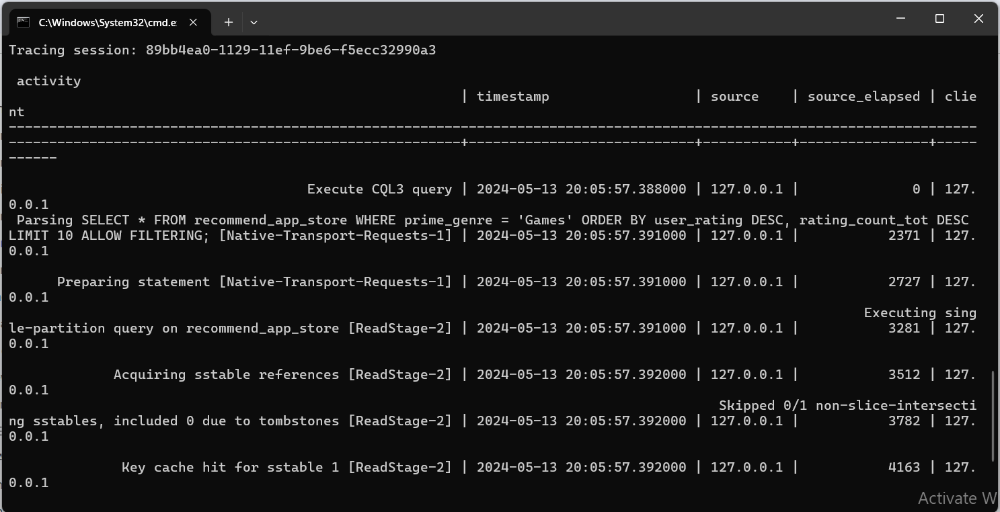 C:\Windows\System32\cmd.e
Tracing session: 89bb4ea0-1129-11ef-9be6-f5ecc32990a3
activity
| timestamp | source | source_elapsed | clie
nt
------------------------------------------------------------------------------------------------------------------------
--------------------------------------------------------+----------------------------+-----------+----------------+-----
------
Execute CQL3 query | 2024-05-13 20:05:57.388000 | 127.0.0.1 | 0 | 127.
0.0.1
Parsing SELECT * FROM recommend_app_store WHERE prime_genre = 'Games' ORDER BY user_rating DESC, rating_count_tot DESC
LIMIT 10 ALLOW FILTERING; [Native-Transport-Requests-1] | 2024-05-13 20:05:57.391000 | 127.0.0.1 | 2371 | 127.
0.0.1
Preparing statement [Native-Transport-Requests-1] | 2024-05-13 20:05:57.391000 | 127.0.0.1 | 2727 | 127.
0.0.1
Executing sing
le-partition query on recommend_app_store [ReadStage-2] | 2024-05-13 20:05:57.391000 | 127.0.0.1 | 3281 | 127.
0.0.1
Acquiring sstable references [ReadStage-2] | 2024-05-13 20:05:57.392000 | 127.0.0.1 | 3512 | 127.
0.0.1
Skipped 0/1 non-slice-intersecti
ng sstables, included 0 due to tombstones [ReadStage-2] | 2024-05-13 20:05:57.392000 | 127.0.0.1 | 3782 | 127.
0.0.1
Key cache hit for sstable 1 [ReadStage-2] | 2024-05-13 20:05:57.392000 | 127.0.0.1 | 4163 | 127.
0.0.1
Activate W